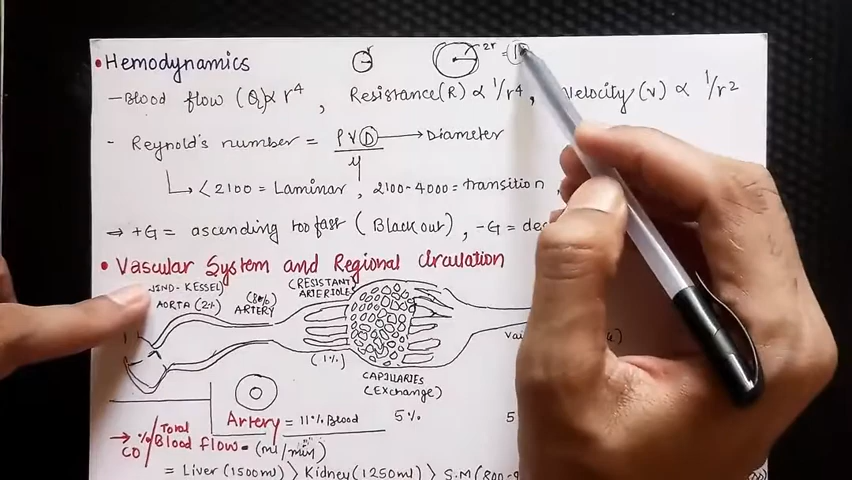 • Hemodynamics
r
2r =
- Blood flow (Q) ∝ r⁴ , Resistance (R) ∝ 1/r⁴ , Velocity (v) ∝ 1/r²
- Reynold's number = ρVD/η → Diameter
↳ < 2100 = Laminar, 2100-4000 = transition
⇒ +G = ascending too fast (Black out), -G =
• Vascular System and Regional Circulation
WIND-KESSEL)
AORTA (2%)
(8%)
ARTERY
(RESISTANT
ARTERIOLE
(1%)
CAPILLARIES
(EXchange)
Artery = 11% Blood 5% 5
→ CO%/Total Blood flow = (ml/min)
= Liver (1500ml) > Kidney (1250ml) > S.M